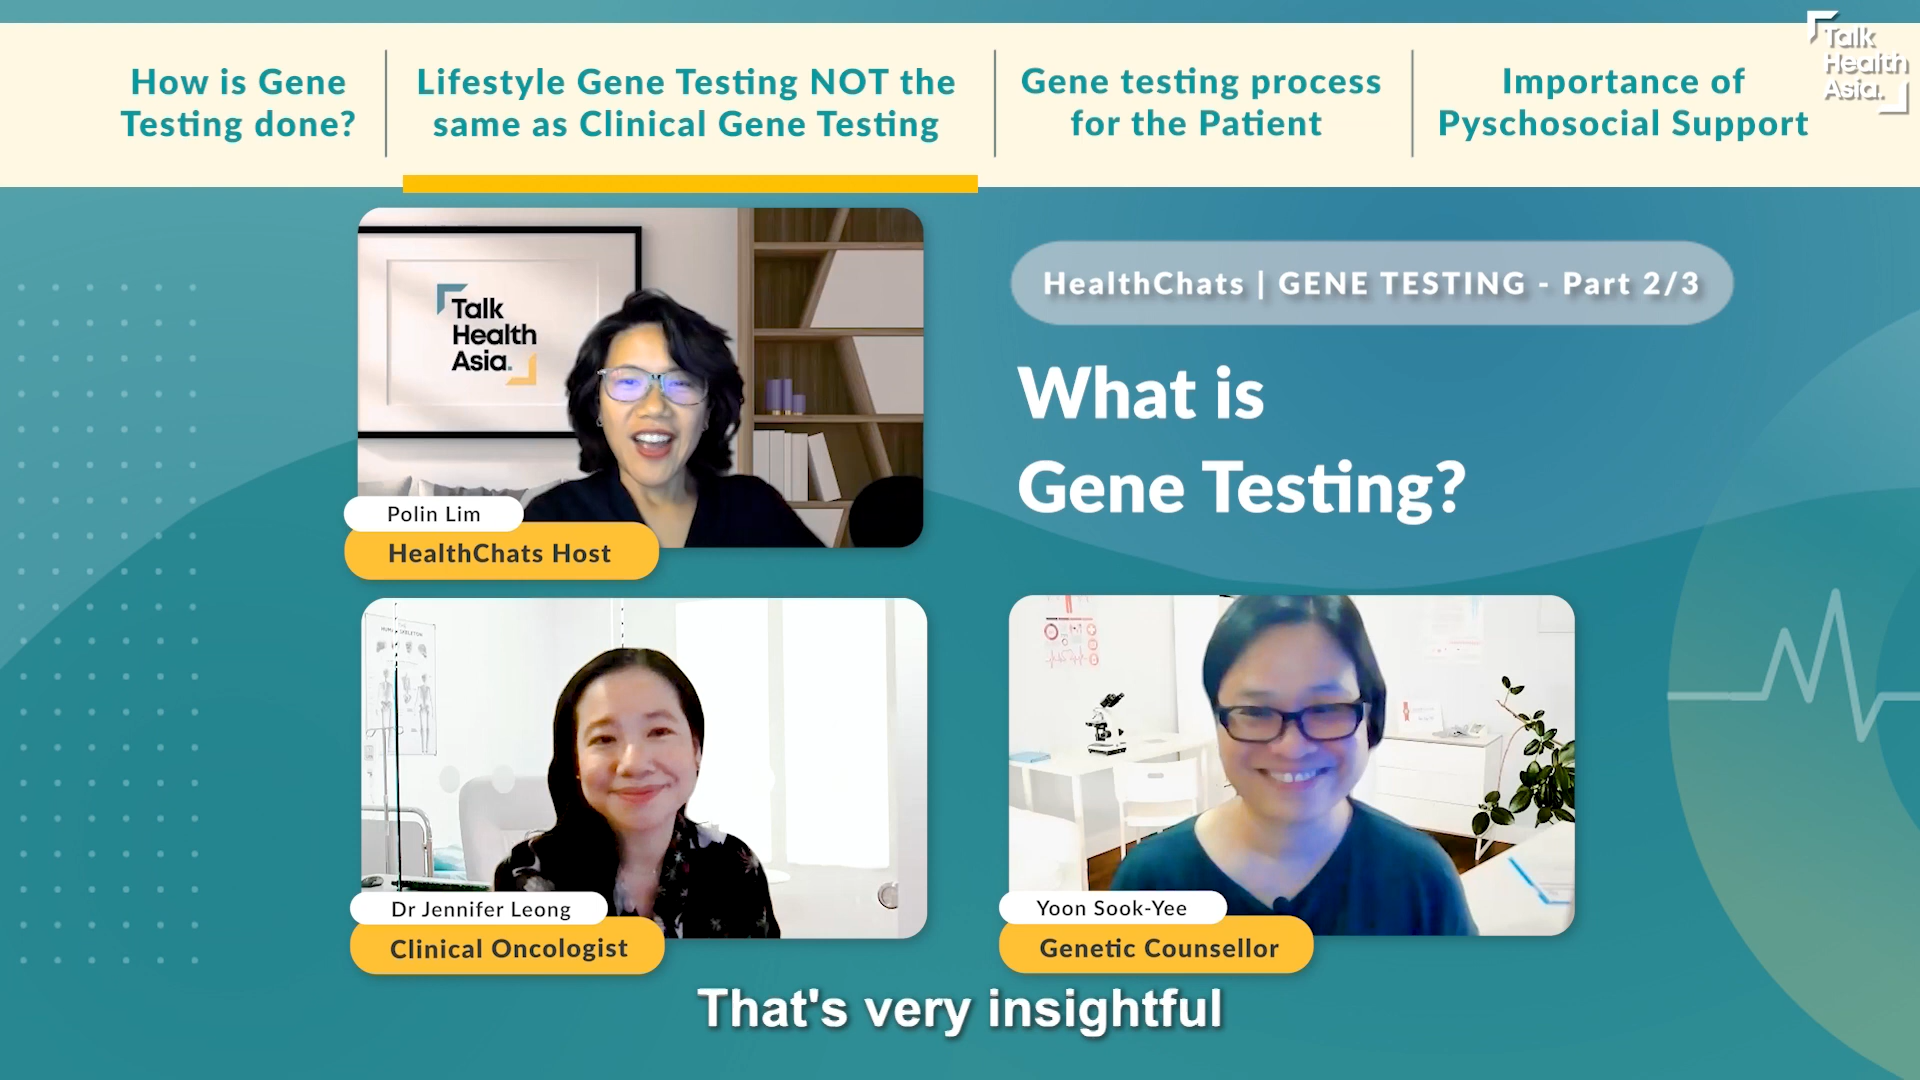 How is Gene
Testing done?
Lifestyle Gene Testing NOT the
same as Clinical Gene Testing
Gene testing process
for the Patient
Importance of
Pyschosocial Support
Talk
Health
Asia.
HealthChats | GENE TESTING - Part 2/3
What is
Gene Testing?
Talk
Health
Asia.
Polin Lim
HealthChats Host
THE
HUMAN SKELETON
Dr Jennifer Leong
Clinical Oncologist
Yoon Sook-Yee
Genetic Counsellor
That's very insightful